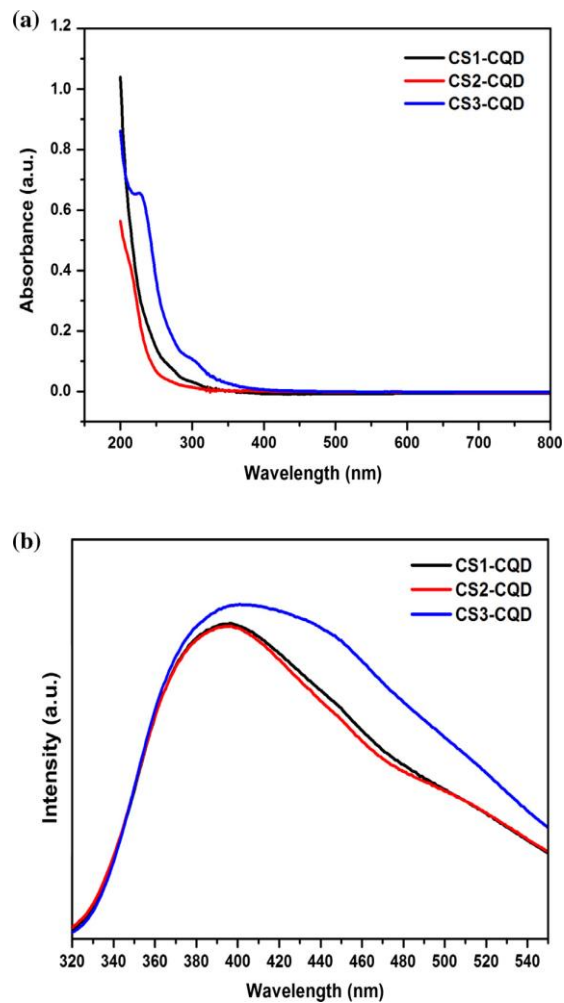 (a)
1.2
1.0
0.8
0.6
0.4
0.2
0.0
Absorbance (a.u.)
CS1-CQD
CS2-CQD
CS3-CQD
200 300 400 500 600 700 800
Wavelength (nm)
(b)
Intensity (a.u.)
CS1-CQD
CS2-CQD
CS3-CQD
320 340 360 380 400 420 440 460 480 500 520 540
Wavelength (nm)